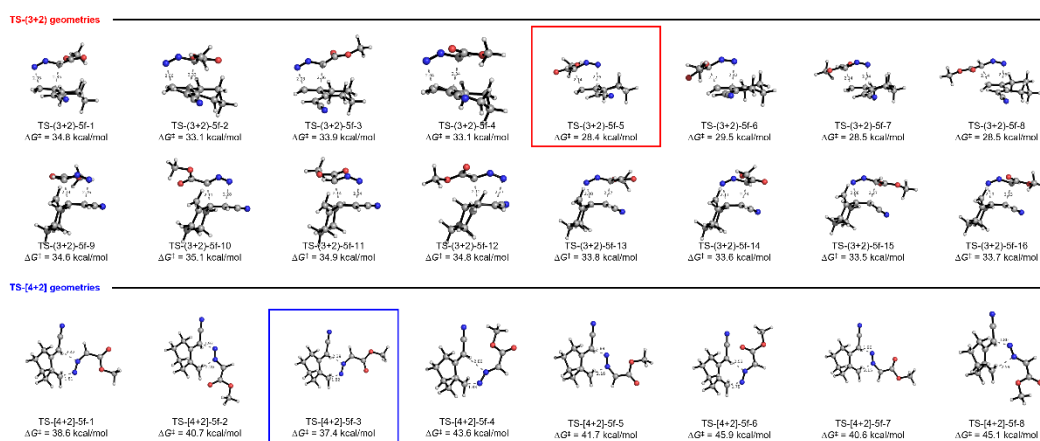 TS-(3+2) geometries
TS-(3+2)-5f-1 TS-(3+2)-5f-2 TS-(3+2)-5f-3 TS-(3+2)-5f-4 TS-(3+2)-5f-5 TS-(3+2)-5f-6 TS-(3+2)-5f-7 TS-(3+2)-5f-8
ΔG‡ = 34.8 kcal/mol ΔG‡ = 33.1 kcal/mol ΔG‡ = 33.9 kcal/mol ΔG‡ = 33.1 kcal/mol ΔG‡ = 28.4 kcal/mol ΔG‡ = 29.5 kcal/mol ΔG‡ = 28.5 kcal/mol ΔG‡ = 28.5 kcal/mol
TS-(3+2)-5f-9 TS-(3+2)-5f-10 TS-(3+2)-5f-11 TS-(3+2)-5f-12 TS-(3+2)-5f-13 TS-(3+2)-5f-14 TS-(3+2)-5f-15 TS-(3+2)-5f-16
ΔG‡ = 34.6 kcal/mol ΔG‡ = 35.1 kcal/mol ΔG‡ = 34.9 kcal/mol ΔG‡ = 34.8 kcal/mol ΔG‡ = 33.8 kcal/mol ΔG‡ = 33.6 kcal/mol ΔG‡ = 33.5 kcal/mol ΔG‡ = 33.7 kcal/mol
TS-[4+2] geometries
TS-[4+2]-5f-1 TS-[4+2]-5f-2 TS-[4+2]-5f-3 TS-[4+2]-5f-4 TS-[4+2]-5f-5 TS-[4+2]-5f-6 TS-[4+2]-5f-7 TS-[4+2]-5f-8
ΔG‡ = 38.6 kcal/mol ΔG‡ = 40.7 kcal/mol ΔG‡ = 37.4 kcal/mol ΔG‡ = 43.6 kcal/mol ΔG‡ = 41.7 kcal/mol ΔG‡ = 45.9 kcal/mol ΔG‡ = 40.6 kcal/mol ΔG‡ = 45.1 kcal/mol